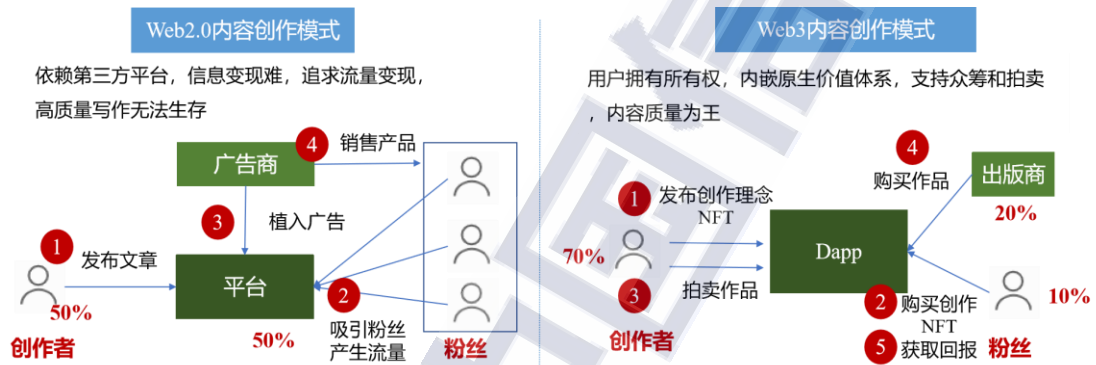 Web2.0内容创作模式
依赖第三方平台，信息变现难，追求流量变现，
高质量写作无法生存
广告商
4
销售产品
3
植入广告
1
发布文章
平台
2
吸引粉丝
产生流量
50%
50%
创作者
粉丝
Web3内容创作模式
用户拥有所有权，内嵌原生价值体系，支持众筹和拍卖
，内容质量为王
4
购买作品
出版商
20%
1
发布创作理念
NFT
70%
Dapp
3
拍卖作品
创作者
2
购买创作
NFT
10%
5
获取回报
粉丝